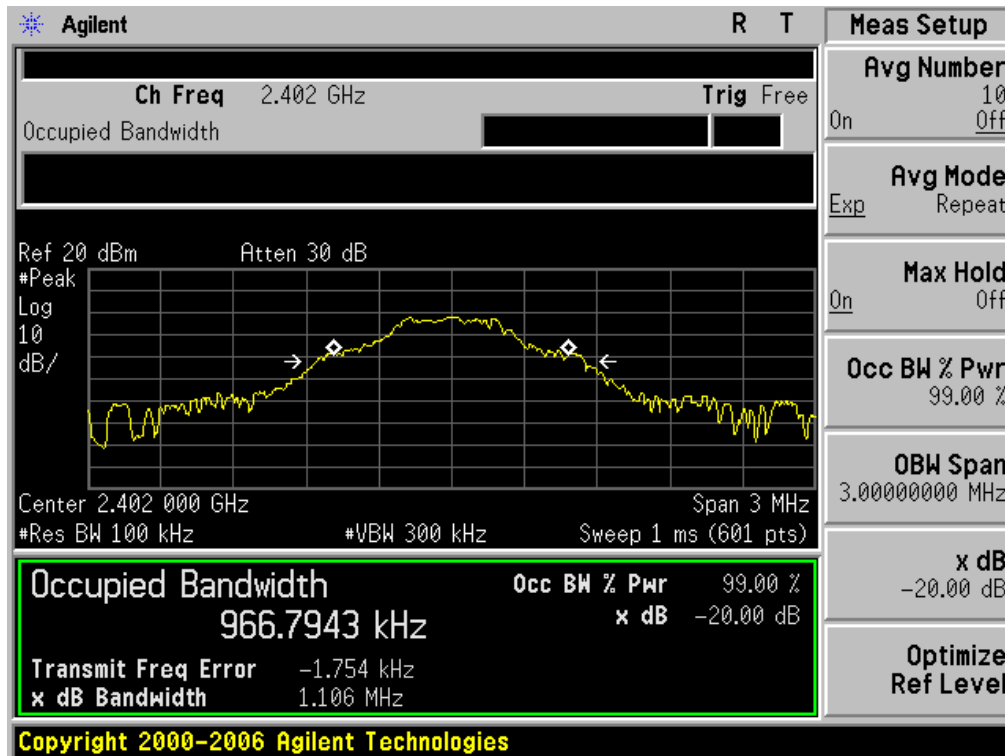 Agilent R T
Ch Freq 2.402 GHz Trig Free
Occupied Bandwidth
Ref 20 dBm Atten 30 dB
#Peak
Log
10
dB/
Center 2.402 000 GHz Span 3 MHz
#Res BW 100 kHz #VBW 300 kHz Sweep 1 ms (601 pts)
Occupied Bandwidth
966.7943 kHz
Occ BW % Pwr 99.00 %
x dB -20.00 dB
Transmit Freq Error -1.754 kHz
x dB Bandwidth 1.106 MHz
Copyright 2000-2006 Agilent Technologies
Meas Setup
Avg Number
10
On Off
Avg Mode
Exp Repeat
Max Hold
On Off
Occ BW % Pwr
99.00 %
OBW Span
3.00000000 MHz
x dB
-20.00 dB
Optimize
Ref Level